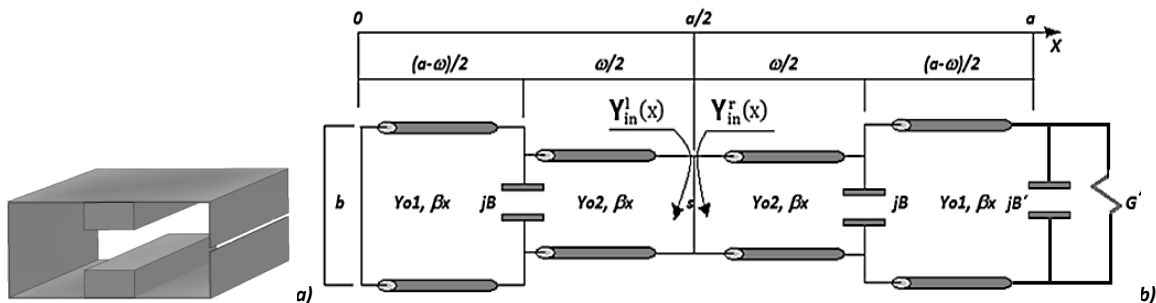 0 a/2 a
X
(a-ω)/2 ω/2 ω/2 (a-ω)/2
Y^l_in(x) Y^r_in(x)
b Yo1, βx jB Yo2, βx s Yo2, βx jB Yo1, βx jB´ G´
a) b)